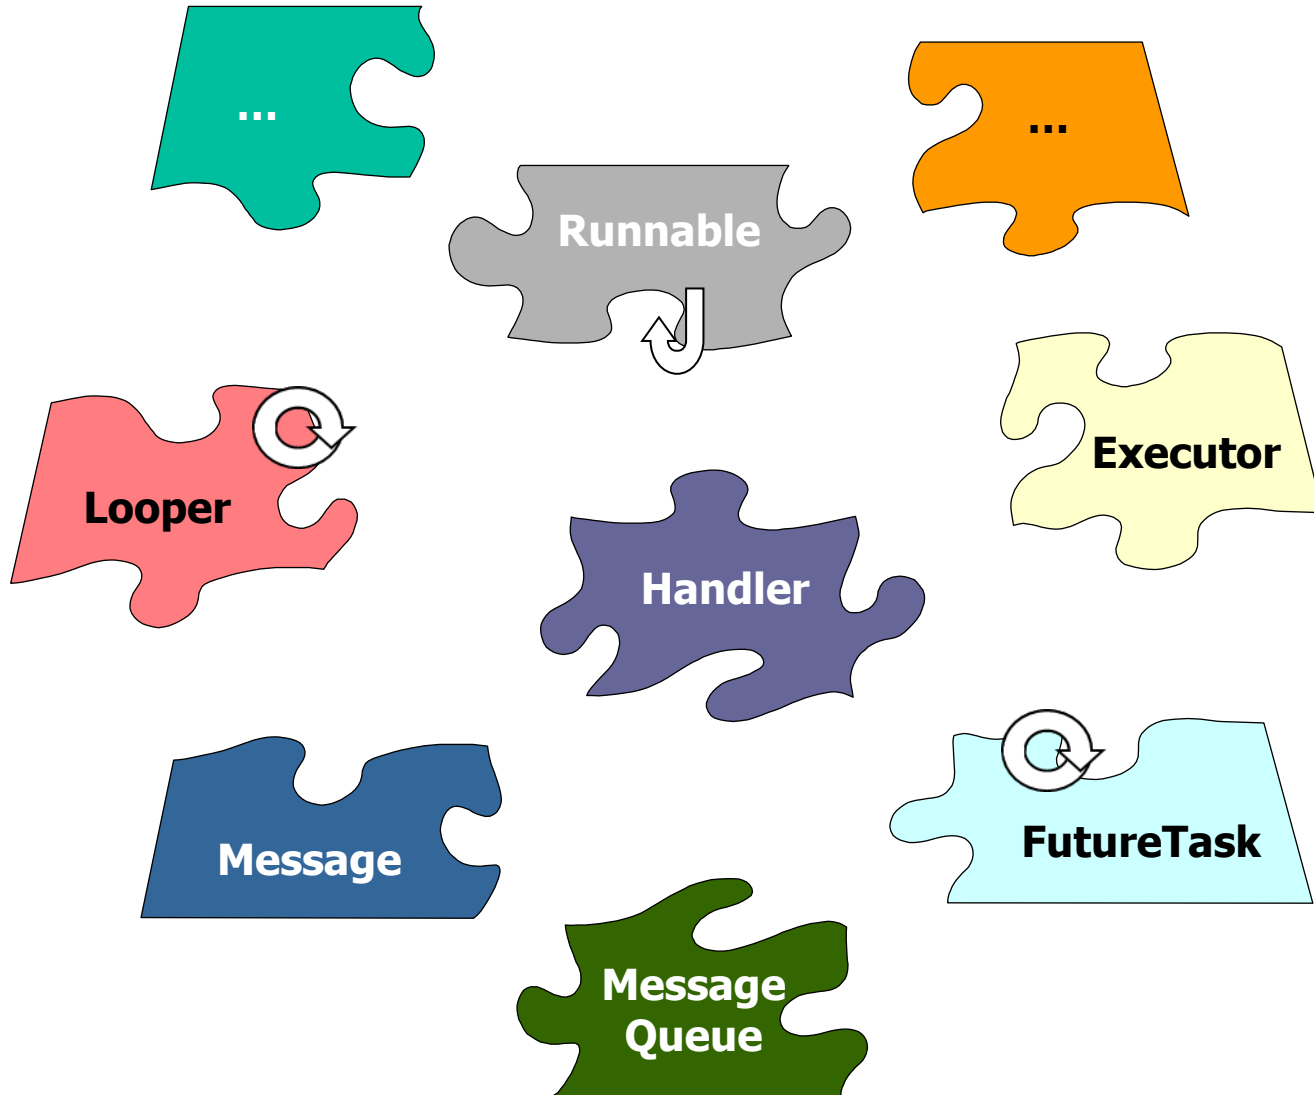 ...
...
Runnable
Executor
Looper
Handler
FutureTask
Message
Message
Queue